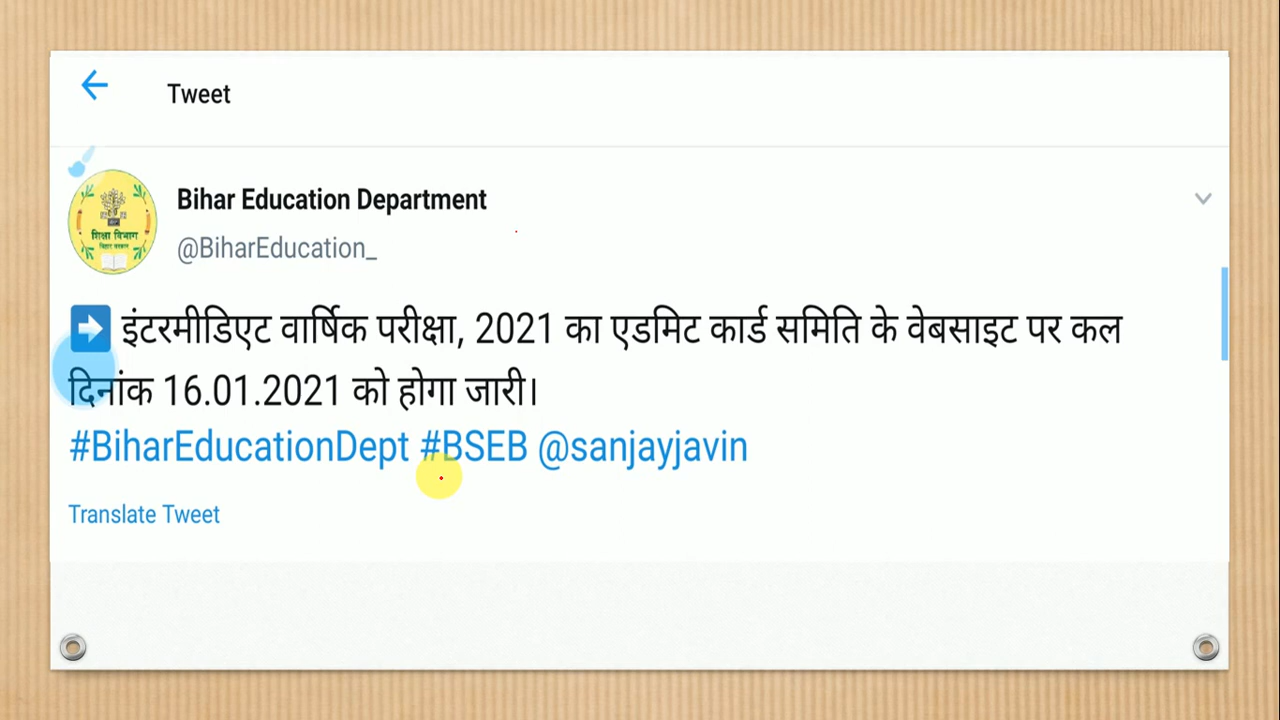 Tweet
Bihar Education Department
@BiharEducation_
शिक्षा विभाग
बिहार सरकार
➡ इंटरमीडिएट वार्षिक परीक्षा, 2021 का एडमिट कार्ड समिति के वेबसाइट पर कल
दिनांक 16.01.2021 को होगा जारी।
#BiharEducationDept #BSEB @sanjayjavin
Translate Tweet